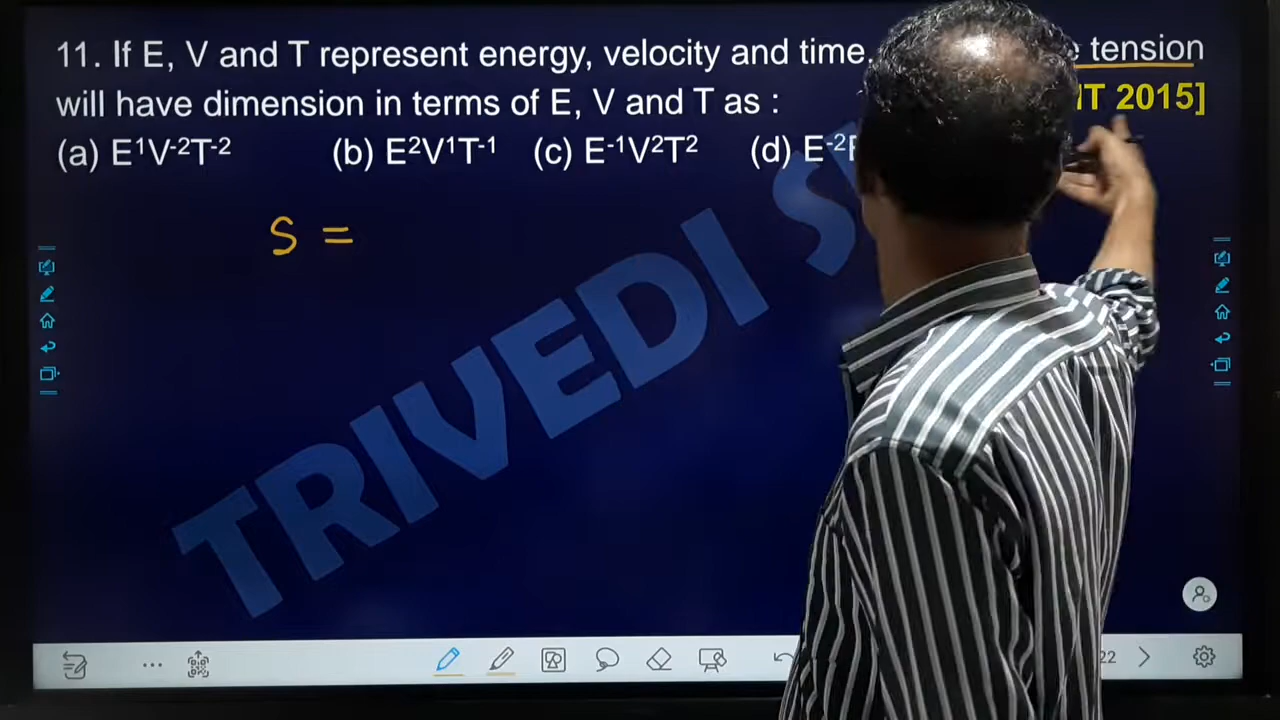 11. If E, V and T represent energy, velocity and time, tension
will have dimension in terms of E, V and T as : 2015]
(a) E¹V⁻²T⁻² (b) E²V¹T⁻¹ (c) E⁻¹V²T² (d) E⁻²
S =
TRIVEDI S
22